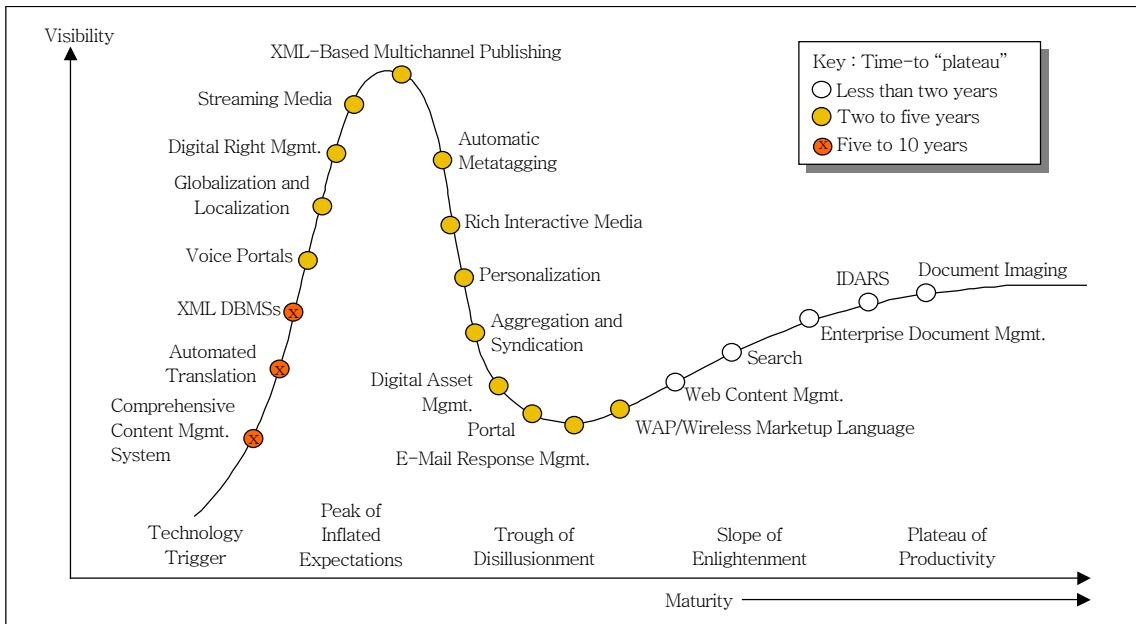 Visibility
XML-Based Multichannel Publishing
Key : Time-to “plateau”
Less than two years
Two to five years
x Five to 10 years
Streaming Media
Digital Right Mgmt.
Automatic
Metatagging
Globalization and
Localization
Rich Interactive Media
Voice Portals
Personalization
XML DBMSs
x
Aggregation and
Syndication
Automated
Translation
x
Digital Asset
Mgmt.
Comprehensive
Content Mgmt.
System
x
Portal
E-Mail Response Mgmt.
WAP/Wireless Marketup Language
Web Content Mgmt.
Search
Enterprise Document Mgmt.
IDARS
Document Imaging
Technology
Trigger
Peak of
Inflated
Expectations
Trough of
Disillusionment
Slope of
Enlightenment
Plateau of
Productivity
Maturity